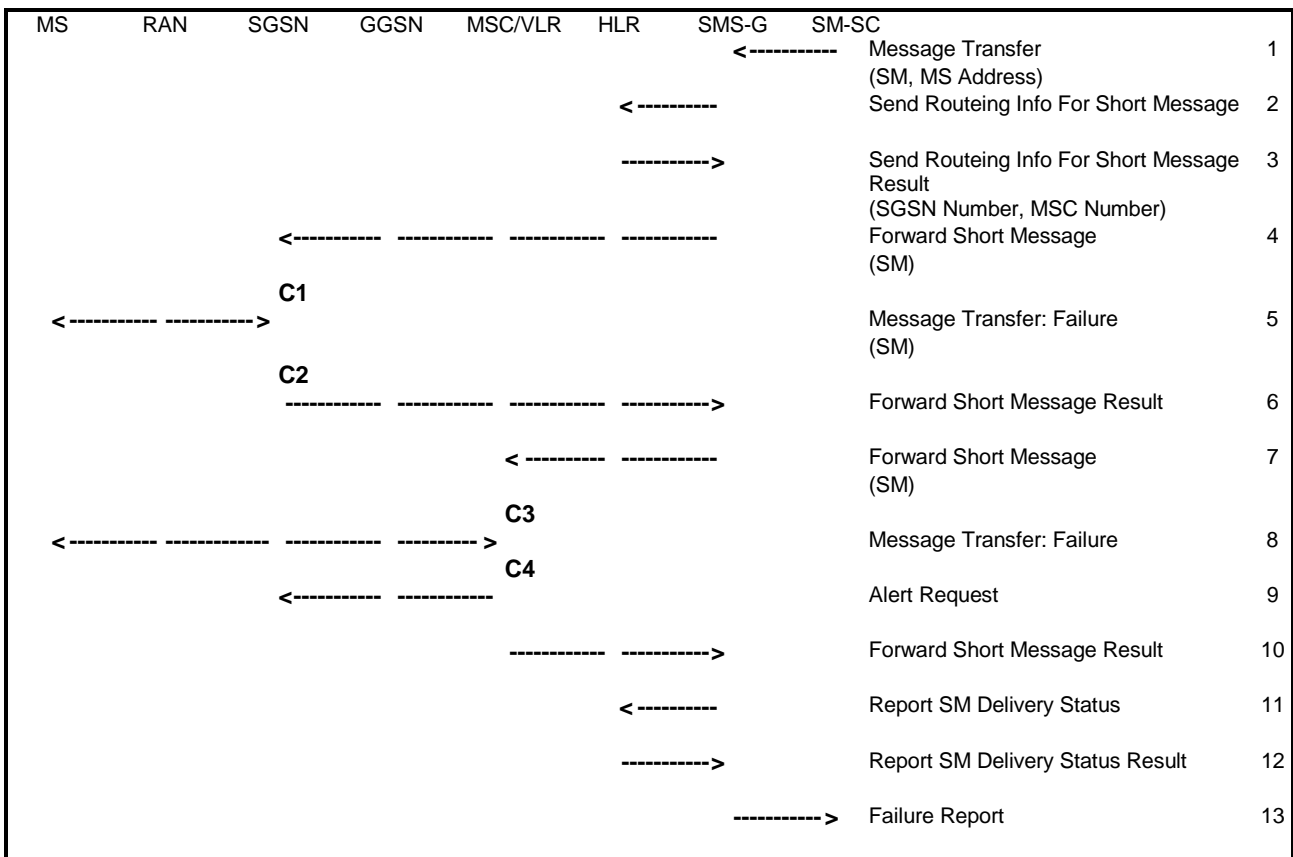 MS RAN SGSN GGSN MSC/VLR HLR SMS-G SM-SC
Message Transfer 1
(SM, MS Address)
Send Routeing Info For Short Message 2
Send Routeing Info For Short Message 3
Result
(SGSN Number, MSC Number)
Forward Short Message 4
(SM)
C1
Message Transfer: Failure 5
(SM)
C2
Forward Short Message Result 6
Forward Short Message 7
(SM)
C3
Message Transfer: Failure 8
C4
Alert Request 9
Forward Short Message Result 10
Report SM Delivery Status 11
Report SM Delivery Status Result 12
Failure Report 13